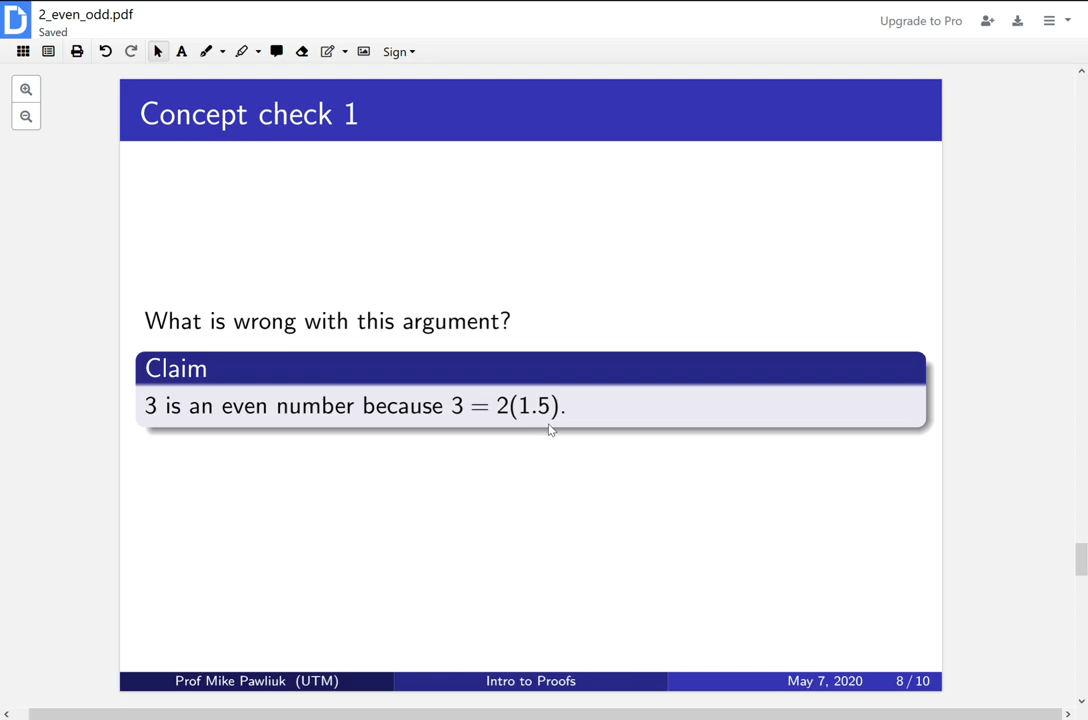 2_even_odd.pdf
Saved
Upgrade to Pro
A
Sign
Concept check 1
What is wrong with this argument?
Claim
3 is an even number because 3 = 2(1.5).
Prof Mike Pawliuk (UTM) Intro to Proofs May 7, 2020 8 / 10